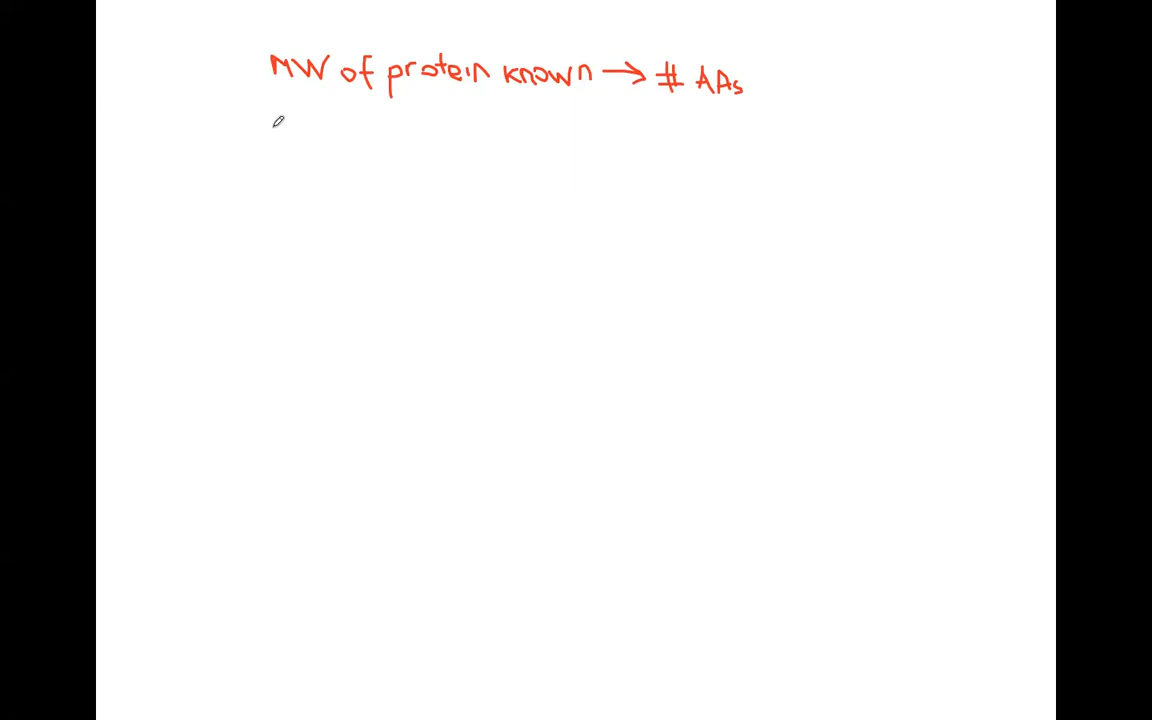 MW of protein known → # AAs